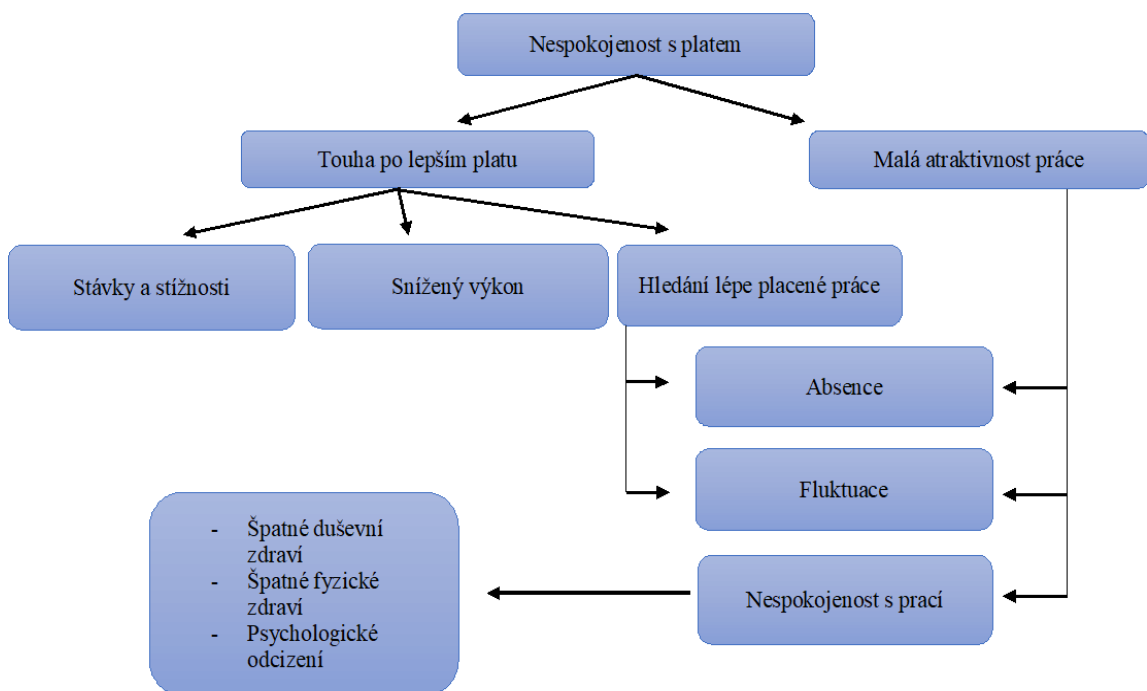 Nespokojenost s platem
Touha po lepším platu
Malá atraktivnost práce
Stávky a stížnosti
Snížený výkon
Hledání lépe placené práce
Absence
Fluktuace
- Špatné duševní
zdraví
- Špatné fyzické
zdraví
- Psychologické
odcizení
Nespokojenost s prací